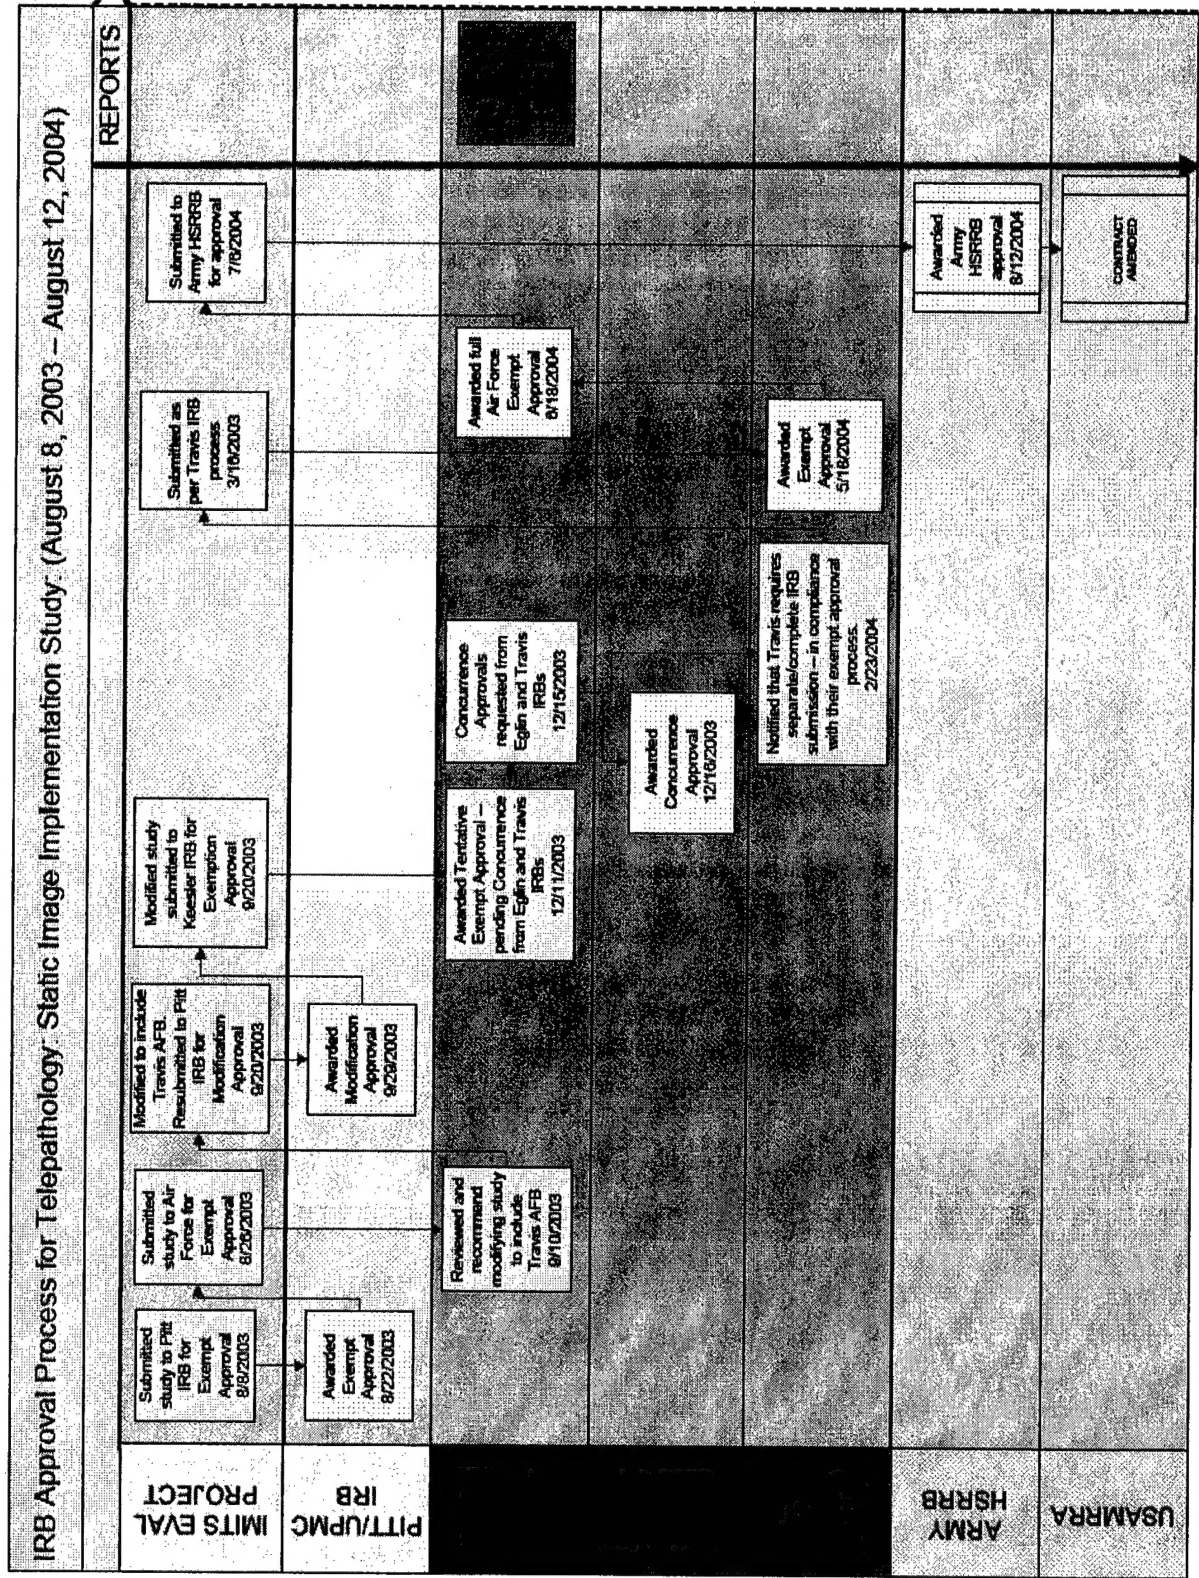 IRB Approval Process for Telepathology: Static Image Implementation Study: (August 8, 2003 – August 12, 2004)
REPORTS
IMITS EVAL
PROJECT
Submitted
study to Pitt
IRB for
Exempt
Approval
8/8/2003
Submitted
study to Air
Force for
Exempt
Approval
8/26/2003
Modified to include
Travis AFB.
Resubmitted to Pitt
IRB for
Modification
Approval
9/20/2003
Modified study
submitted to
Keesler IRB for
Exemption
Approval
9/20/2003
Submitted as
per Travis IRB
process.
3/16/2003
Submitted to
Army HSRRB
for approval
7/6/2004
PITT/UPMC
IRB
Awarded
Exempt
Approval
8/22/2003
Awarded
Modification
Approval
9/29/2003
Reviewed and
recommend
modifying study
to include
Travis AFB
9/10/2003
Awarded Tentative
Exempt Approval –
pending Concurrence
from Eglin and Travis
IRBs
12/11/2003
Concurrence
Approvals
requested from
Eglin and Travis
IRBs
12/15/2003
Awarded full
Air Force
Exempt
Approval
6/18/2004
Awarded
Concurrence
Approval
12/16/2003
Notified that Travis requires
separate/complete IRB
submission – in compliance
with their exempt approval
process.
2/23/2004
Awarded
Exempt
Approval
5/18/2004
ARMY
HSRRB
Awarded
Army
HSRRB
approval
8/12/2004
USAMRRA
CONTRACT
AMENDED